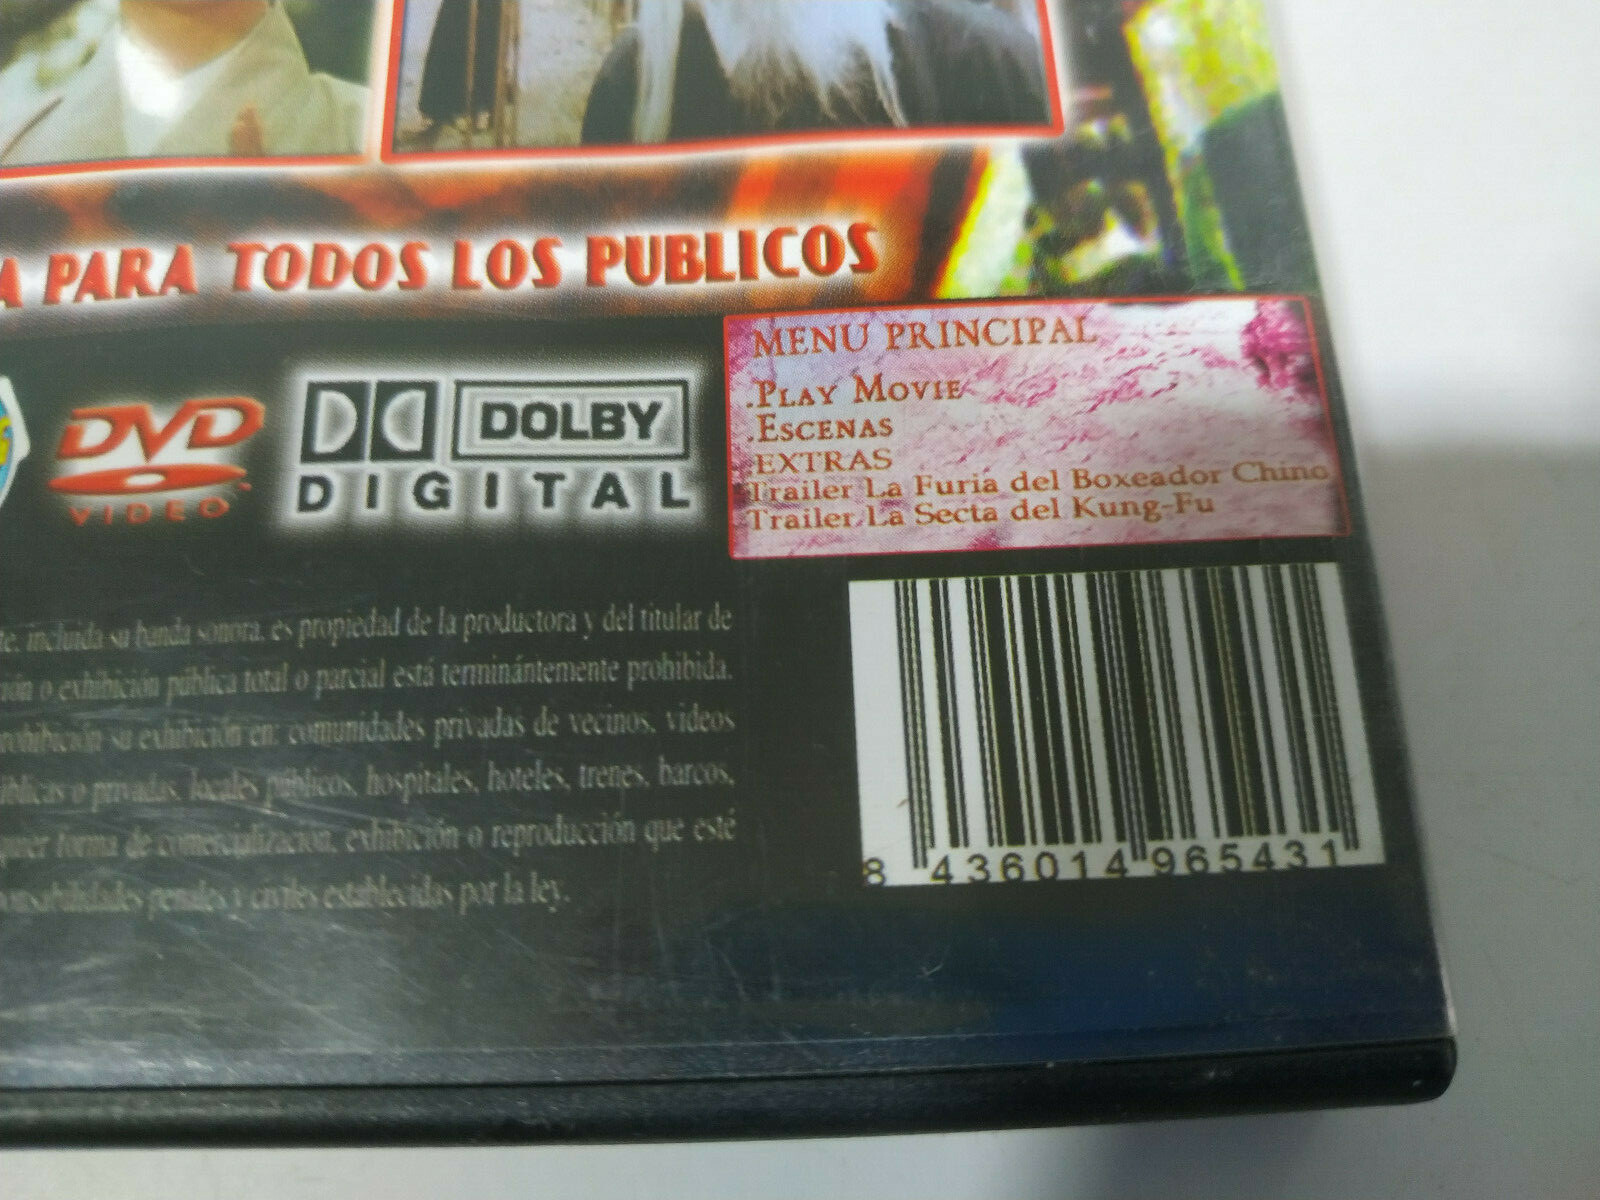 PARA TODOS LOS PUBLICOS
DVD
VIDEO
DOLBY
DIGITAL
MENU PRINCIPAL
.PLAY MOVIE
.ESCENAS
EXTRAS
Trailer La Furia del Boxeador Chino
Trailer La Secta del Kung-Fu
incluida su banda sonora, es propiedad de la productora y del titular de
o exhibición pública total o parcial está terminántemente prohibida.
su exhibición en: comunidades privadas de vecinos, videos
o privadas, locales públicos, hospitales, hoteles, trenes, barcos,
forma de comercialización, exhibición o reproducción que esté
penales y civiles establecidas por la ley.
8 436014 965431